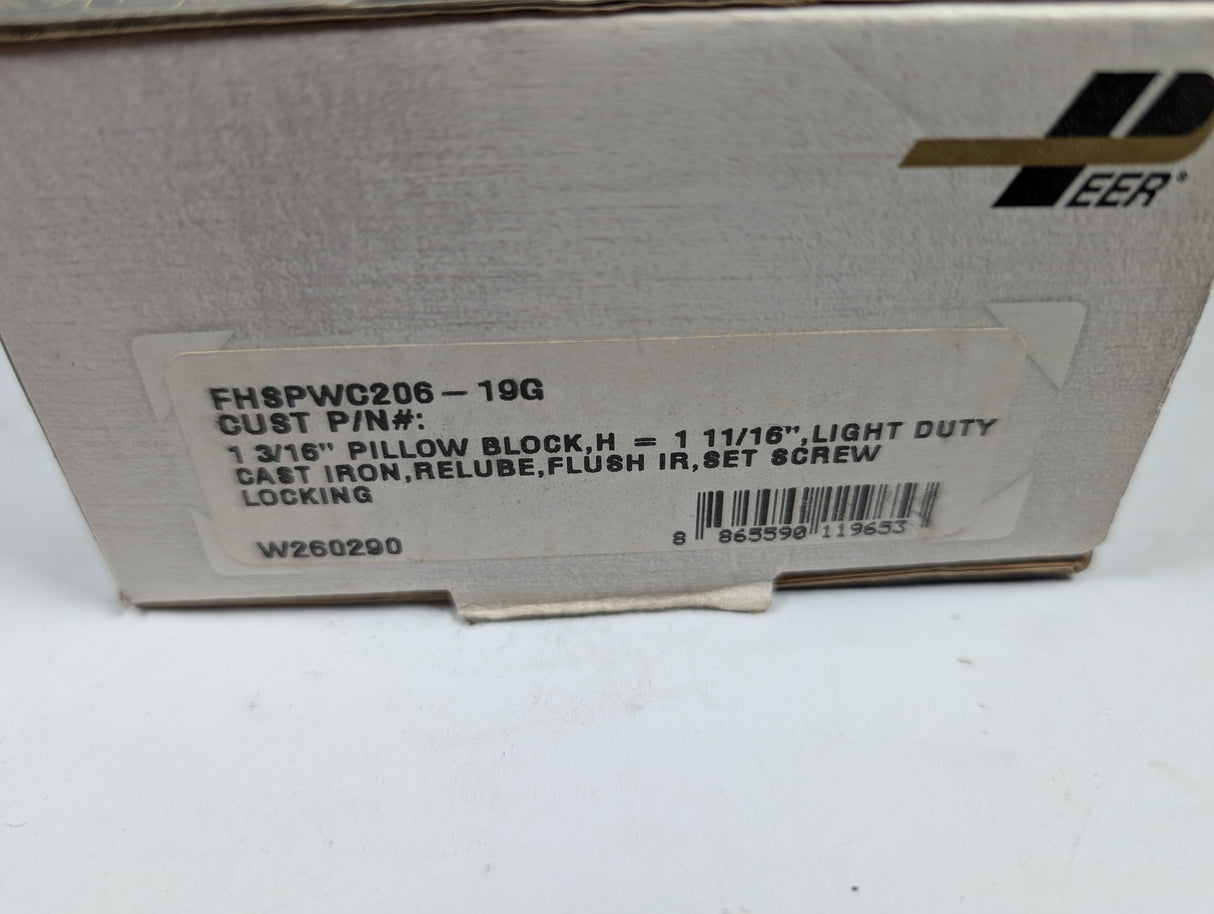 PEER®
FHSPWC206-19G
CUST P/N#:
1 3/16" PILLOW BLOCK,H = 1 11/16",LIGHT DUTY
CAST IRON,RELUBE,FLUSH IR,SET SCREW
LOCKING
W260290
8 865590 119653